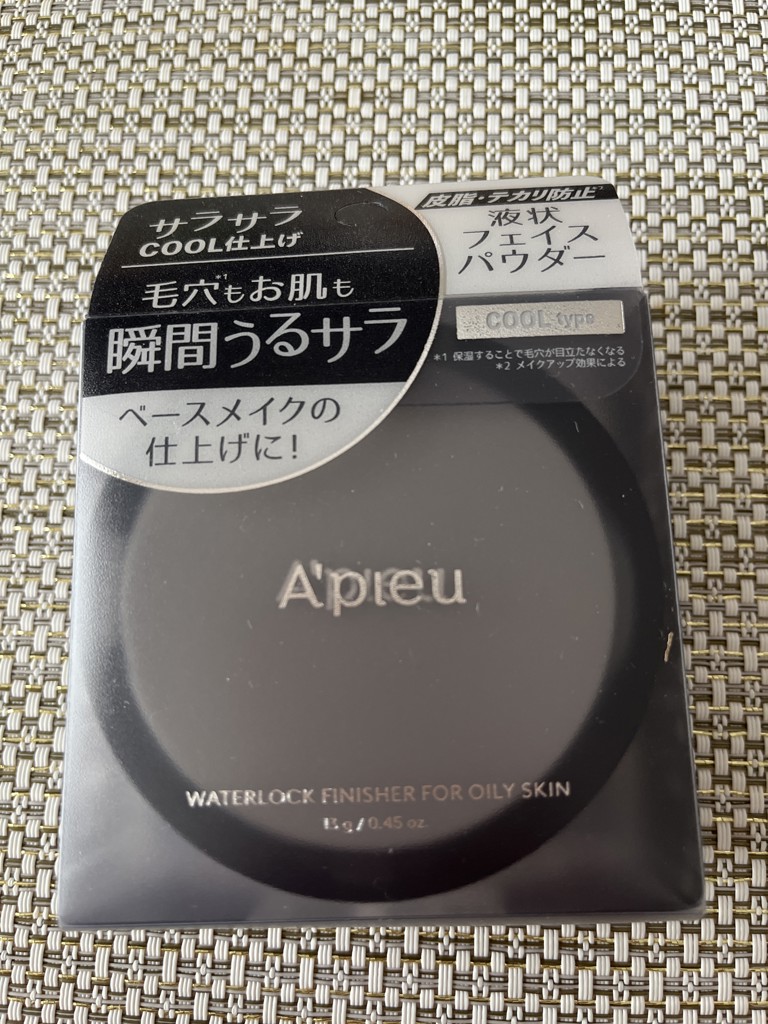 サラサラ
COOL仕上げ
毛穴*1もお肌も
瞬間うるサラ
ベースメイクの
仕上げに!
皮脂・テカリ防止*2
液状
フェイス
パウダー
COOL type
*1 保湿することで毛穴が目立たなくなる
*2 メイクアップ効果による
A'pieu
WATERLOCK FINISHER FOR OILY SKIN
13 g / 0.45 oz.